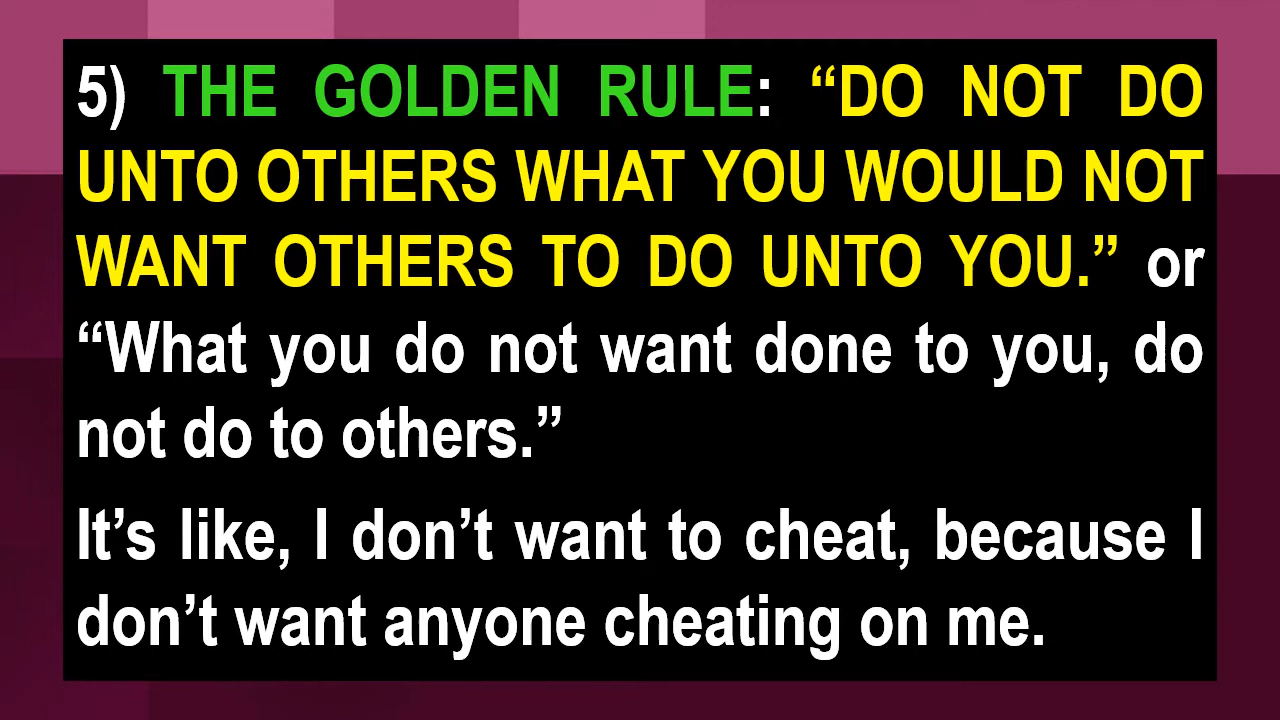 5) THE GOLDEN RULE: “DO NOT DO
UNTO OTHERS WHAT YOU WOULD NOT
WANT OTHERS TO DO UNTO YOU.” or
“What you do not want done to you, do
not do to others.”
It’s like, I don’t want to cheat, because I
don’t want anyone cheating on me.